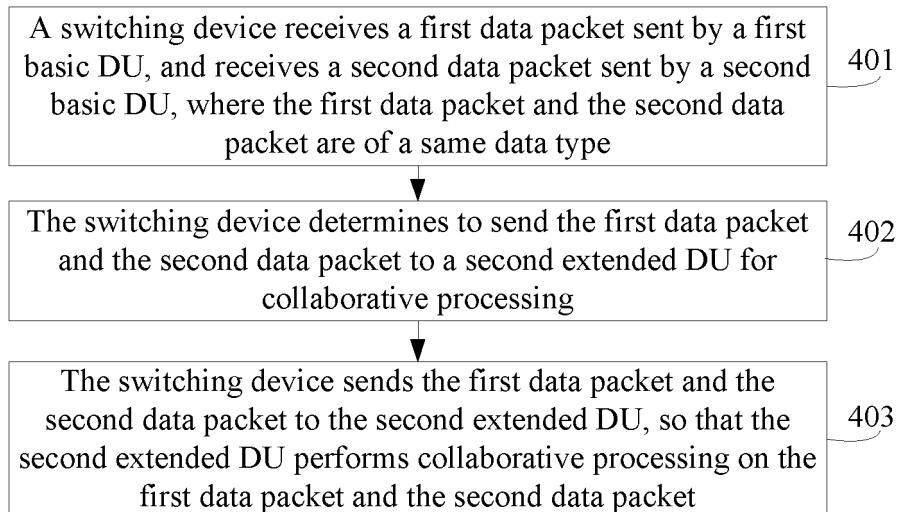 A switching device receives a first data packet sent by a first
basic DU, and receives a second data packet sent by a second
basic DU, where the first data packet and the second data
packet are of a same data type
401
The switching device determines to send the first data packet
and the second data packet to a second extended DU for
collaborative processing
402
The switching device sends the first data packet and the
second data packet to the second extended DU, so that the
second extended DU performs collaborative processing on the
first data packet and the second data packet
403